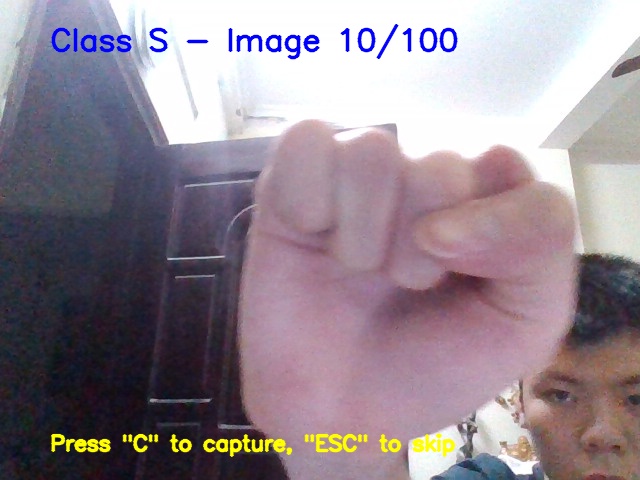 Class S - Image 10/100
Press "C" to capture, "ESC" to skip